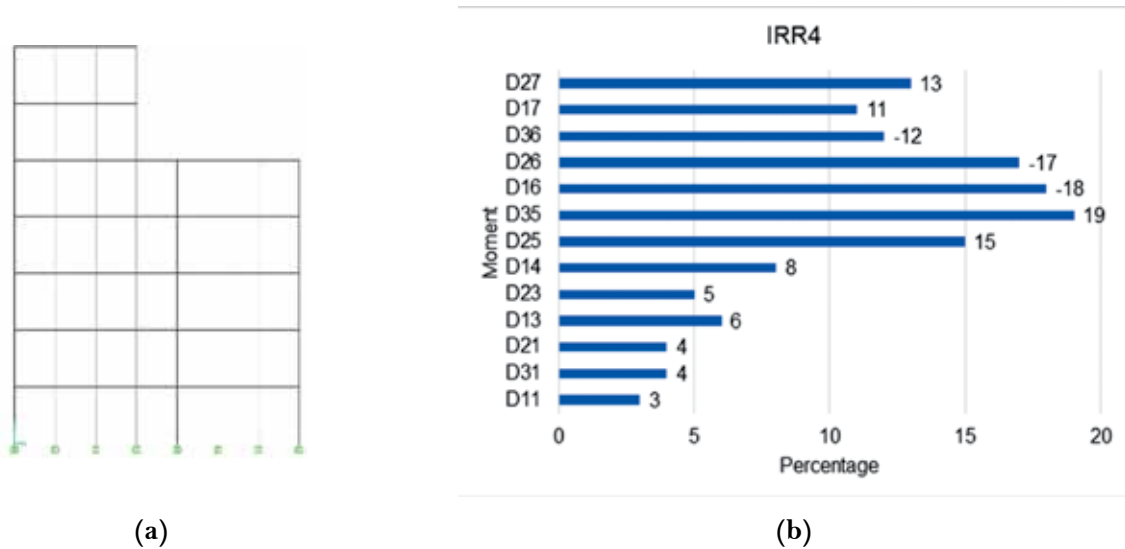 IRR4
D27 13
D17 11
D36 -12
D26 -17
D16 -18
D35 19
D25 15
D14 8
D23 5
D13 6
D21 4
D31 4
D11 3
Moment
0 5 10 15 20
Percentage
(a) (b)